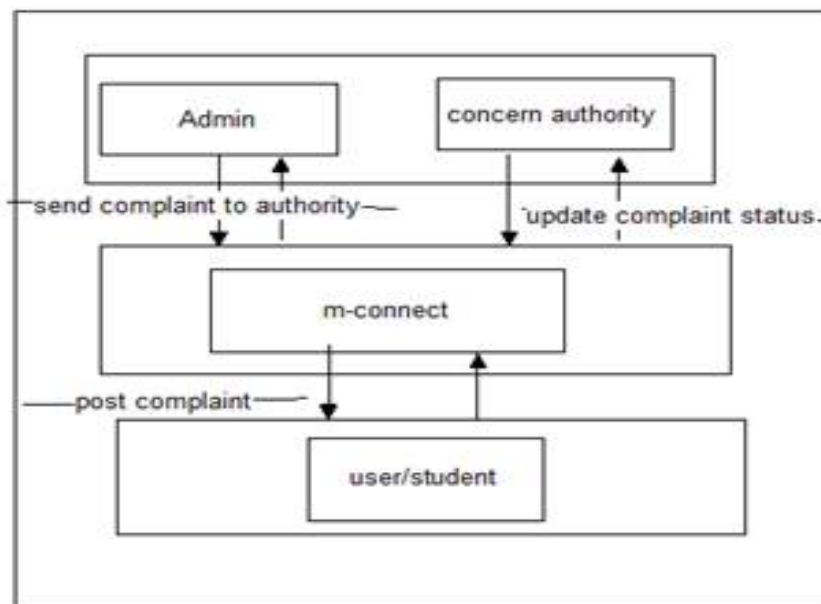 Admin
concern authority
send complaint to authority
update complaint status.
m-connect
post complaint
user/student